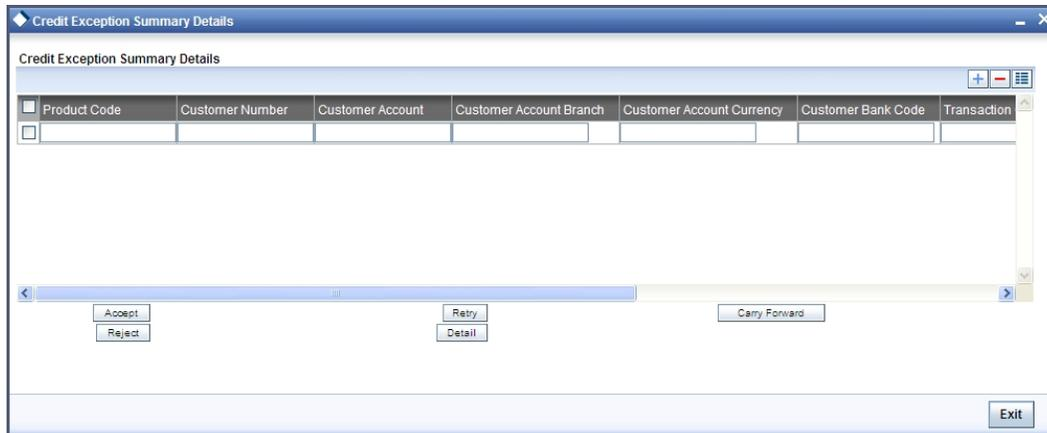 Credit Exception Summary Details
Credit Exception Summary Details
Product Code Customer Number Customer Account Customer Account Branch Customer Account Currency Customer Bank Code Transaction
Accept Retry Carry Forward
Reject Detail
Exit